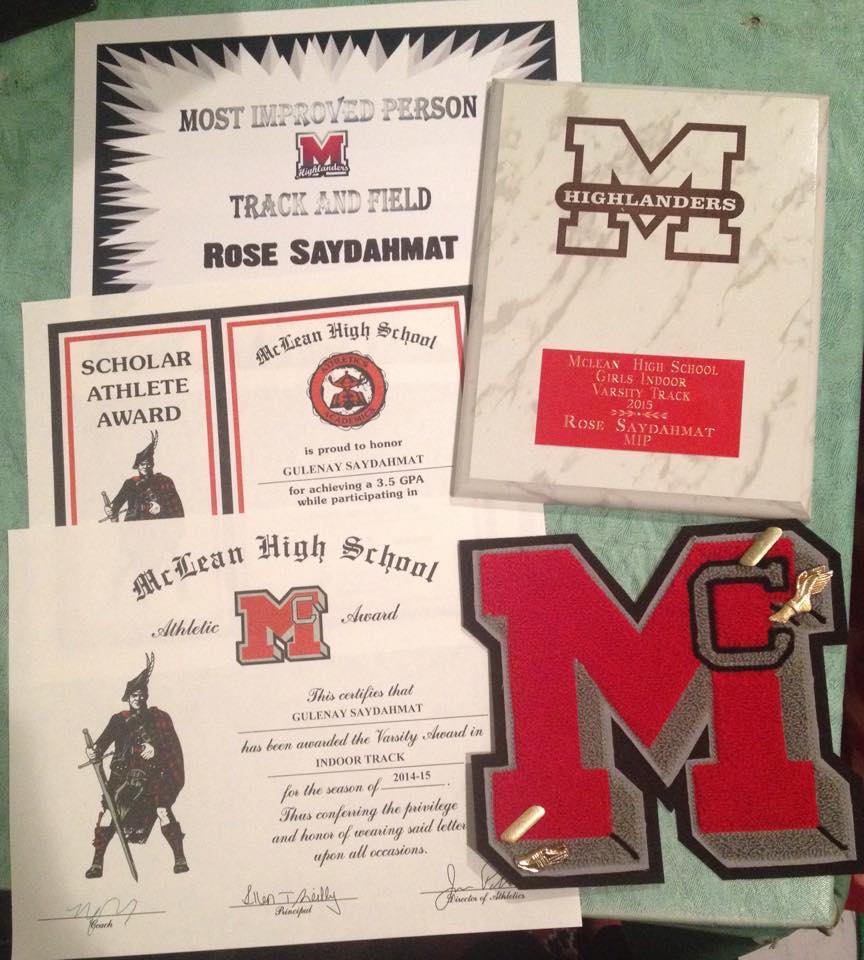 MOST IMPROVED PERSON
M
Highlanders
TRACK AND FIELD
ROSE SAYDAHMAT
M
HIGHLANDERS
MCLEAN HIGH SCHOOL
GIRLS INDOOR
VARSITY TRACK
2015
ROSE SAYDAHMAT
MIP
SCHOLAR
ATHLETE
AWARD
McLean High School
ATHLETICS
ACADEMICS
is proud to honor
GULENAY SAYDAHMAT
for achieving a 3.5 GPA
while participating in
McLean High School
Athletic MC Award
This certifies that
GULENAY SAYDAHMAT
has been awarded the Varsity Award in
INDOOR TRACK
for the season of 2014-15.
Thus conferring the privilege
and honor of wearing said letter
upon all occasions.
Coach
Ellen T. Reilly
Principal
Director of Athletics
MC